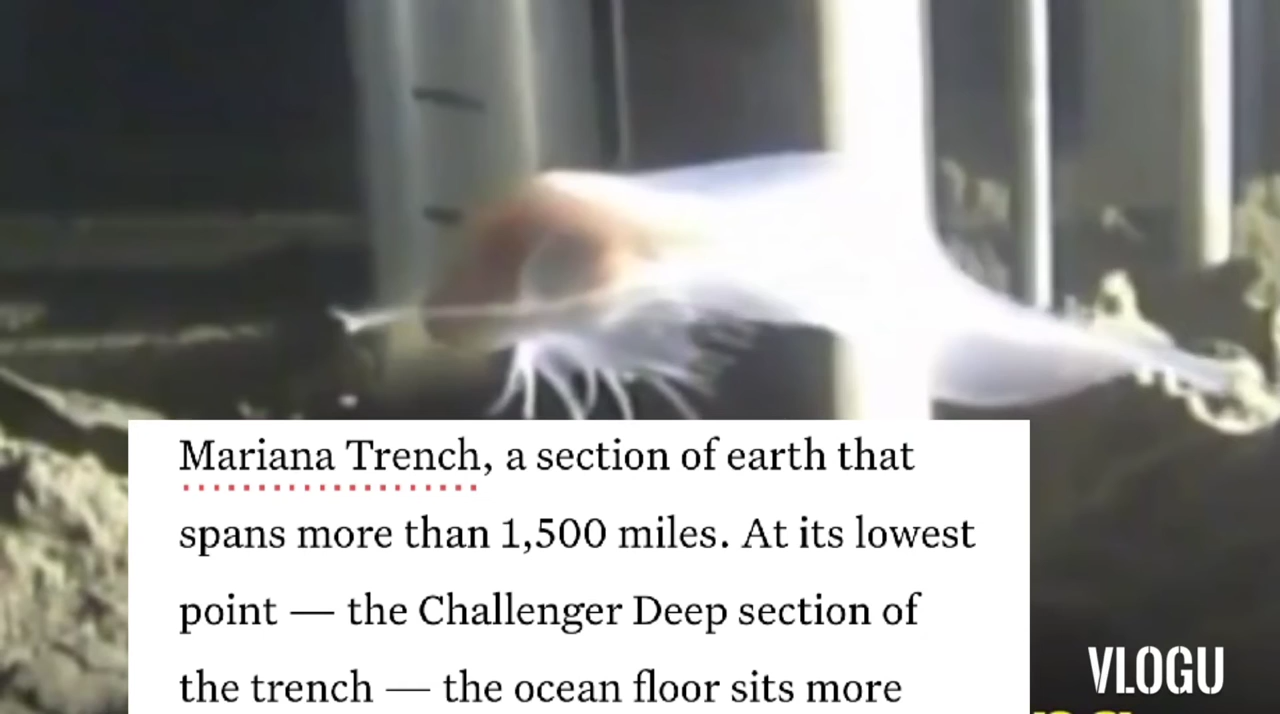 Mariana Trench, a section of earth that
spans more than 1,500 miles. At its lowest
point — the Challenger Deep section of
the trench — the ocean floor sits more
VLOGU